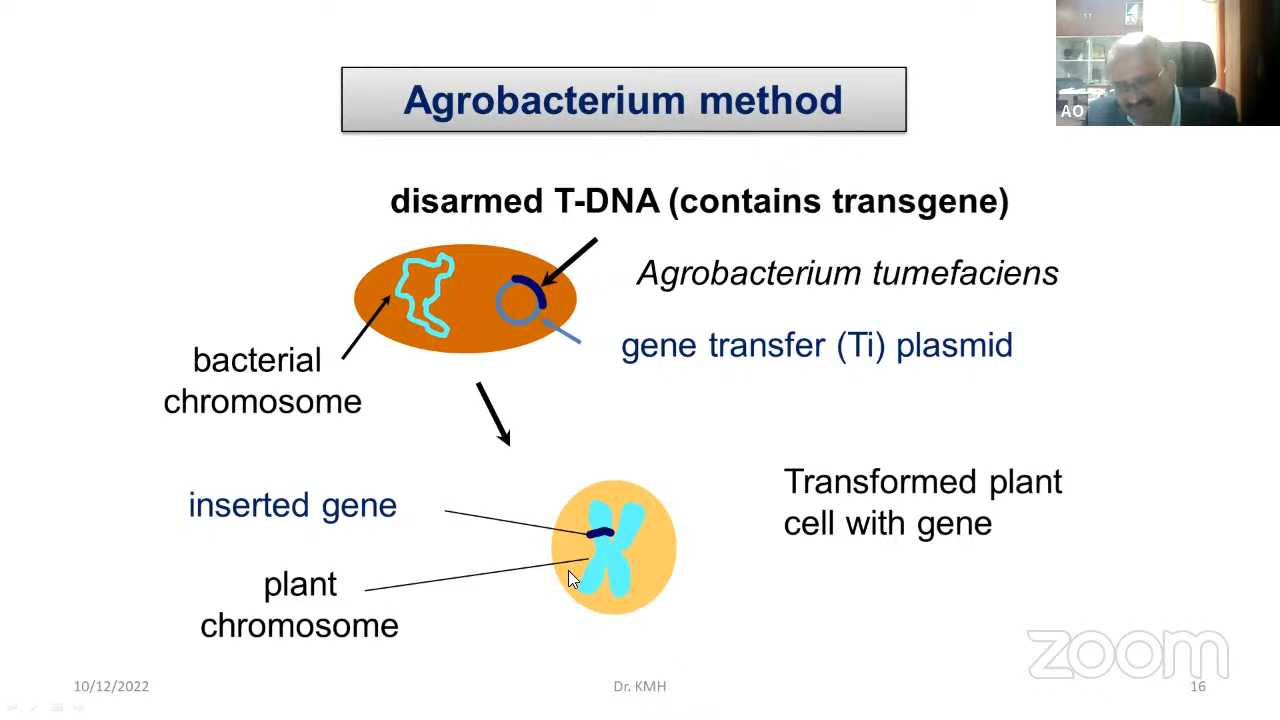 Agrobacterium method
AO
disarmed T-DNA (contains transgene)
Agrobacterium tumefaciens
gene transfer (Ti) plasmid
bacterial
chromosome
inserted gene
Transformed plant
cell with gene
plant
chromosome
zoom
10/12/2022
Dr. KMH
16